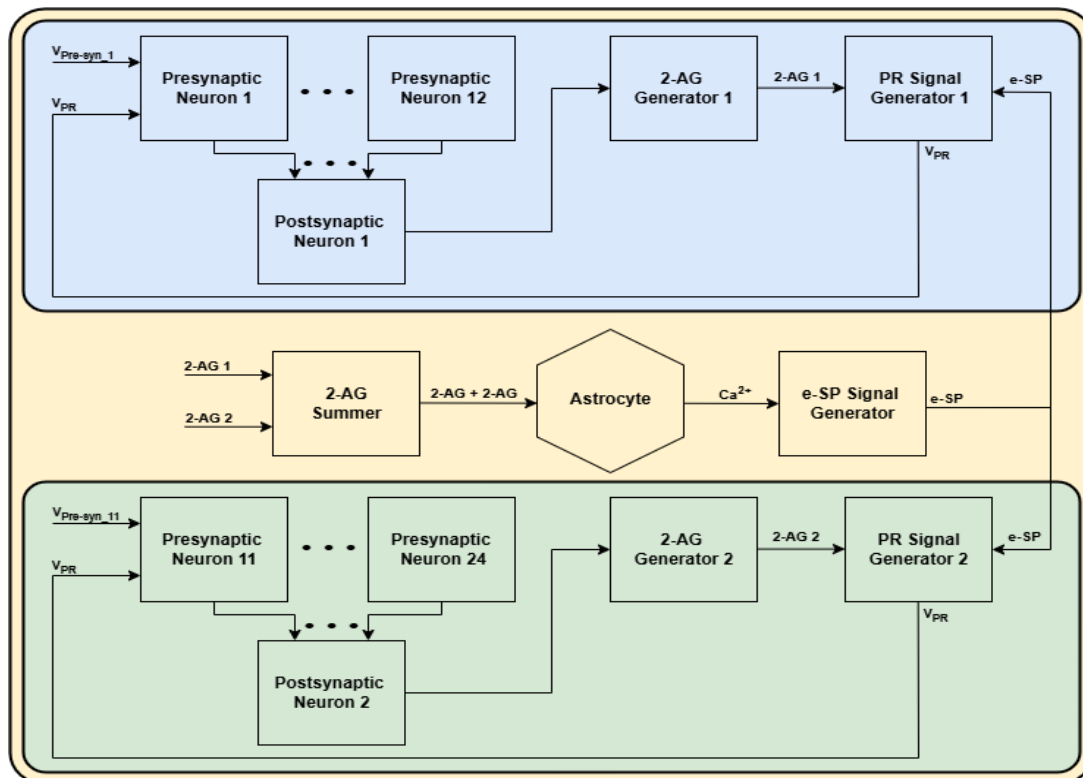 V_Pre-syn_1
Presynaptic
Neuron 1
Presynaptic
Neuron 12
2-AG
Generator 1
2-AG 1
PR Signal
Generator 1
e-SP
V_PR
V_PR
Postsynaptic
Neuron 1
2-AG 1
2-AG 2
2-AG
Summer
2-AG + 2-AG
Astrocyte
Ca²⁺
e-SP Signal
Generator
e-SP
V_Pre-syn_11
Presynaptic
Neuron 11
Presynaptic
Neuron 24
2-AG
Generator 2
2-AG 2
PR Signal
Generator 2
e-SP
V_PR
V_PR
Postsynaptic
Neuron 2